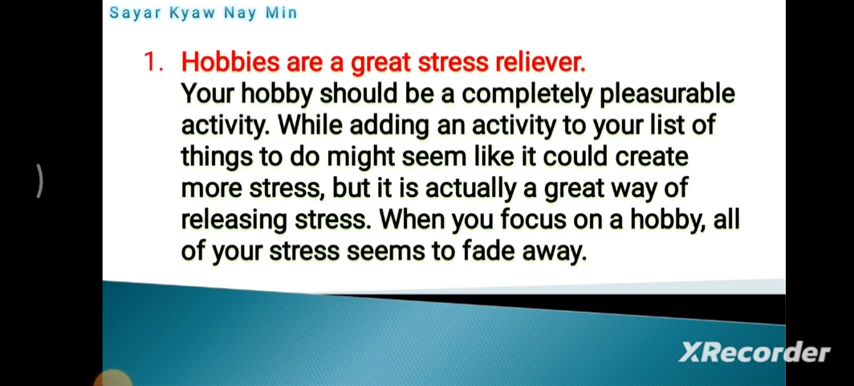 Sayar Kyaw Nay Min
1. Hobbies are a great stress reliever.
Your hobby should be a completely pleasurable
activity. While adding an activity to your list of
things to do might seem like it could create
more stress, but it is actually a great way of
releasing stress. When you focus on a hobby, all
of your stress seems to fade away.
XRecorder